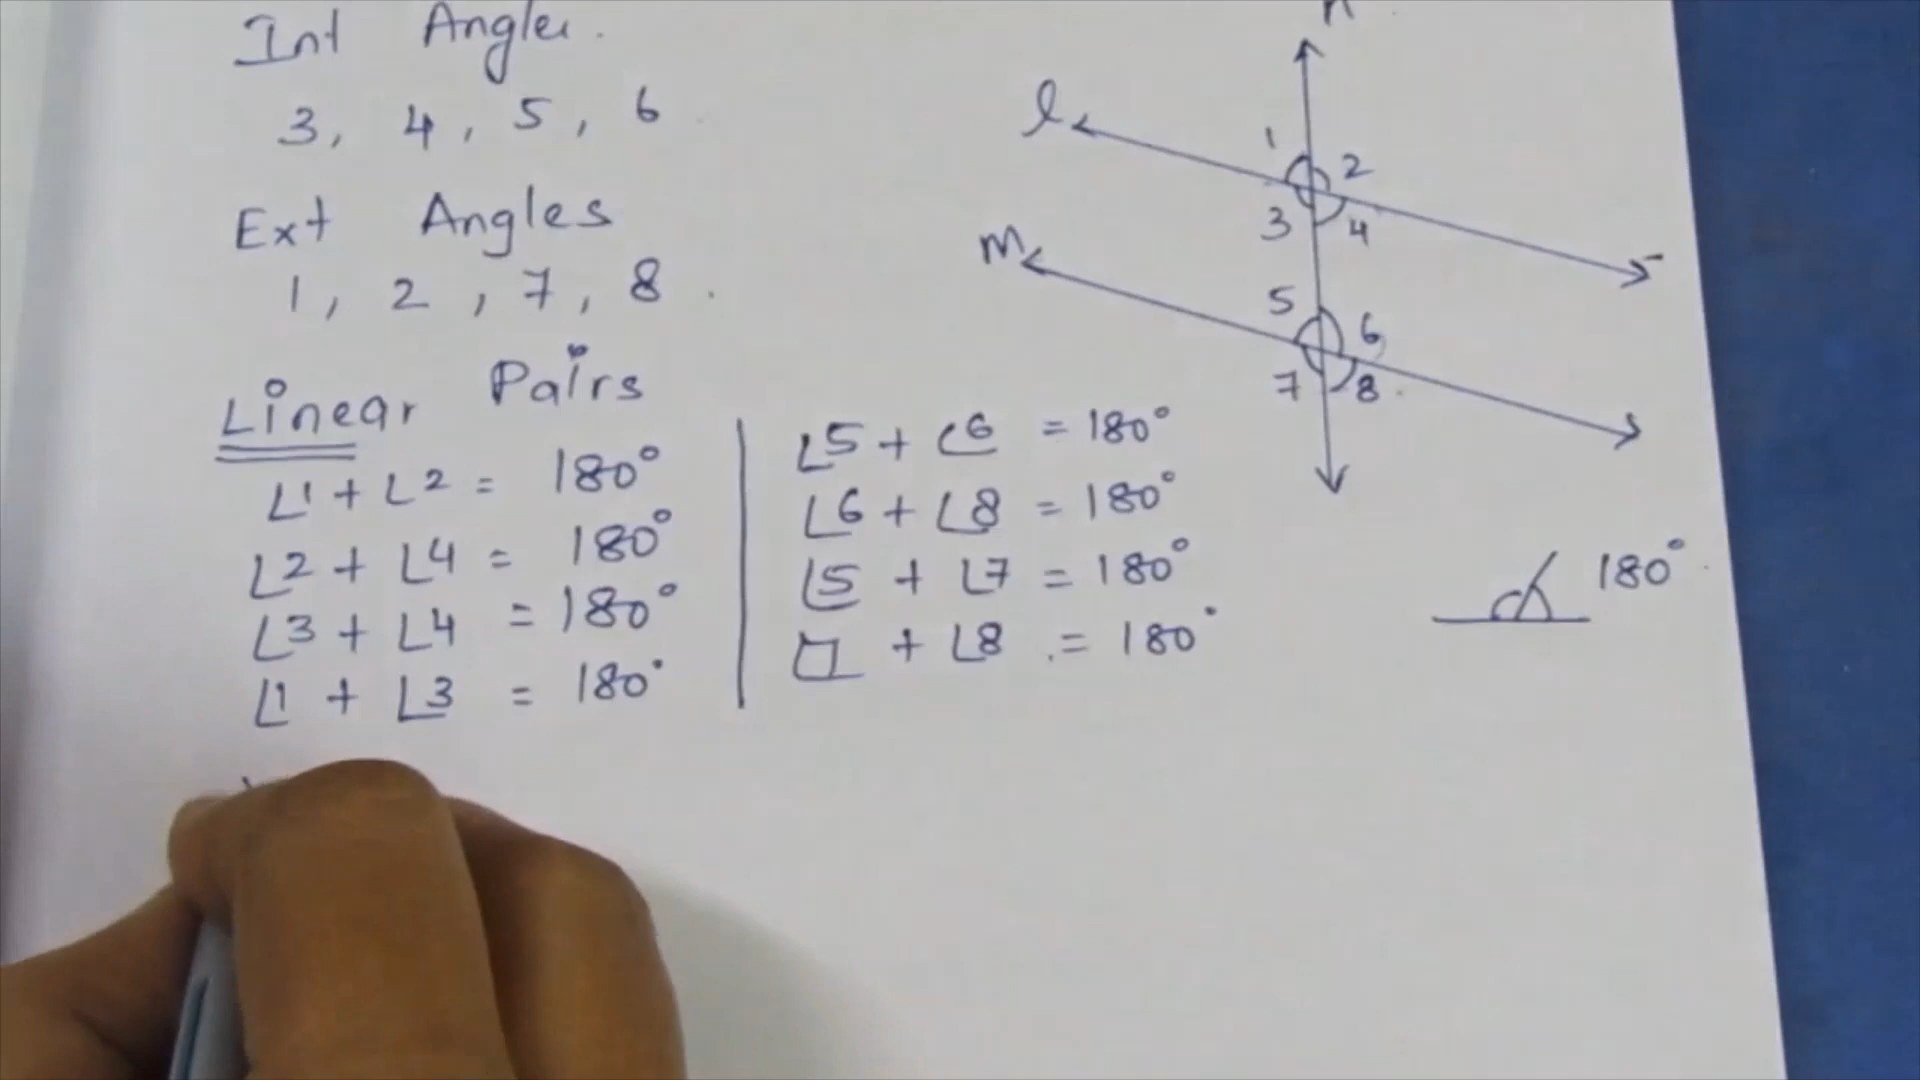 Int Angles
3, 4, 5, 6
Ext Angles
1, 2, 7, 8
Linear Pairs
∠1 + ∠2 = 180°
∠2 + ∠4 = 180°
∠3 + ∠4 = 180°
∠1 + ∠3 = 180°
∠5 + ∠6 = 180°
∠6 + ∠8 = 180°
∠5 + ∠7 = 180°
∠7 + ∠8 = 180°
l
m
1 2
3 4
5 6
7 8
180°